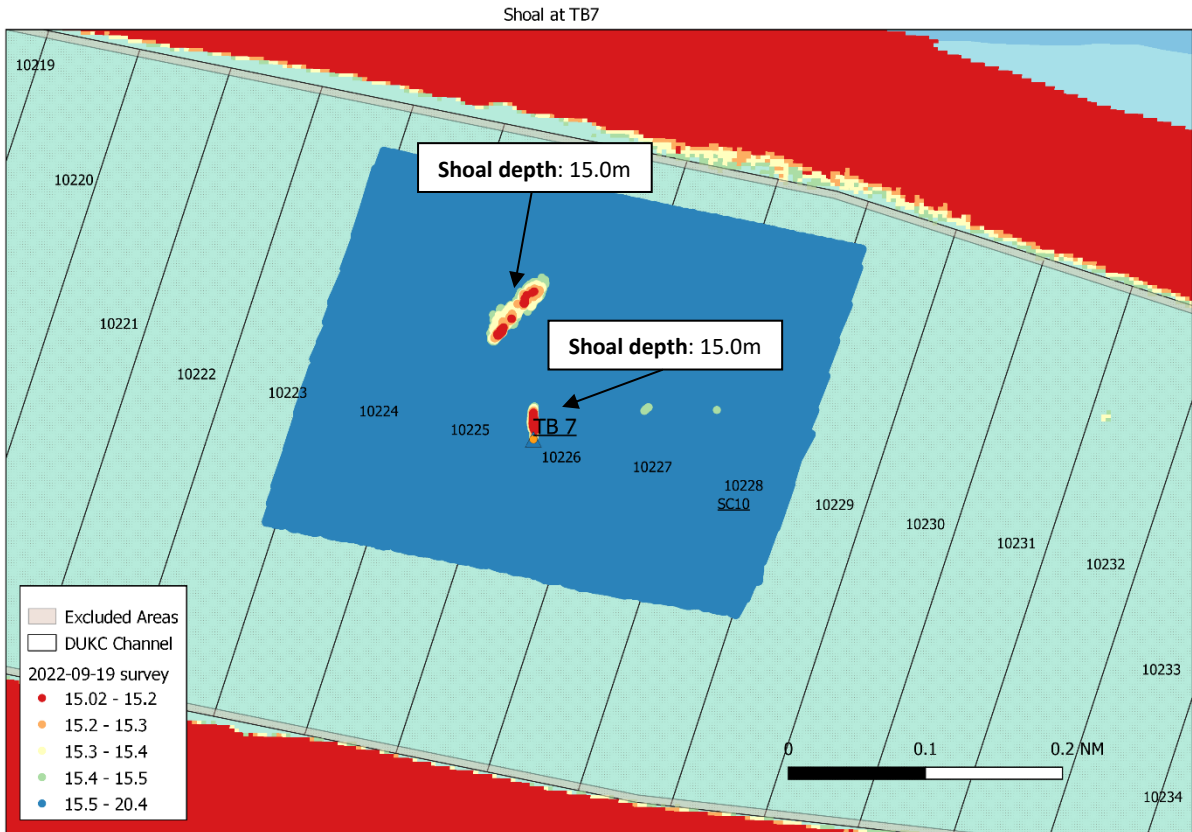 Shoal at TB7
10219
10220
10221
10222
10223
10224
10225
10226
10227
10228
10229
10230
10231
10232
10233
10234
Shoal depth: 15.0m
Shoal depth: 15.0m
TB 7
SC10
Excluded Areas
DUKC Channel
2022-09-19 survey
15.02 - 15.2
15.2 - 15.3
15.3 - 15.4
15.4 - 15.5
15.5 - 20.4
0 0.1 0.2 NM